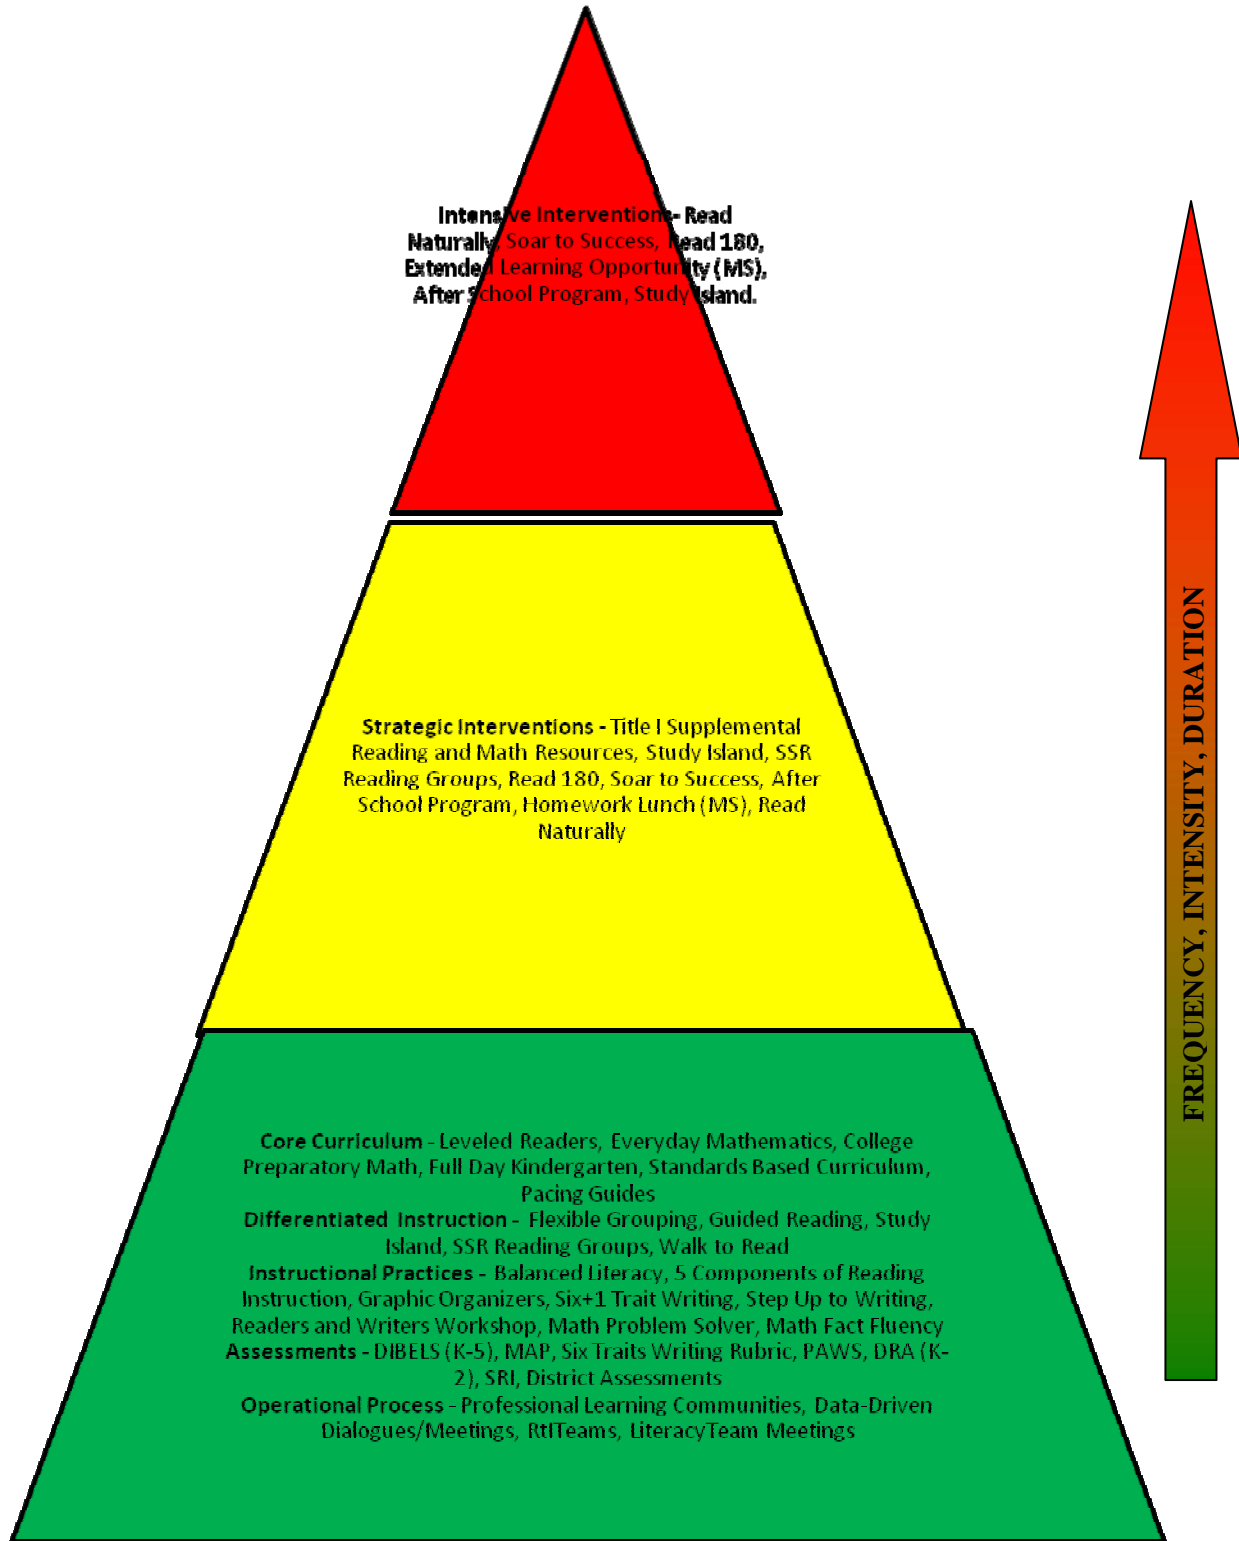 Intensive Interventions- Read
Naturally, Soar to Success, Read 180,
Extended Learning Opportunity (MS),
After School Program, Study Island.
Strategic Interventions - Title I Supplemental
Reading and Math Resources, Study Island, SSR
Reading Groups, Read 180, Soar to Success, After
School Program, Homework Lunch (MS), Read
Naturally
FREQUENCY, INTENSITY, DURATION
Core Curriculum - Leveled Readers, Everyday Mathematics, College
Preparatory Math, Full Day Kindergarten, Standards Based Curriculum,
Pacing Guides
Differentiated Instruction - Flexible Grouping, Guided Reading, Study
Island, SSR Reading Groups, Walk to Read
Instructional Practices - Balanced Literacy, 5 Components of Reading
Instruction, Graphic Organizers, Six+1 Trait Writing, Step Up to Writing,
Readers and Writers Workshop, Math Problem Solver, Math Fact Fluency
Assessments - DIBELS (K-5), MAP, Six Traits Writing Rubric, PAWS, DRA (K-
2), SRI, District Assessments
Operational Process - Professional Learning Communities, Data-Driven
Dialogues/Meetings, RtITeams, LiteracyTeam Meetings